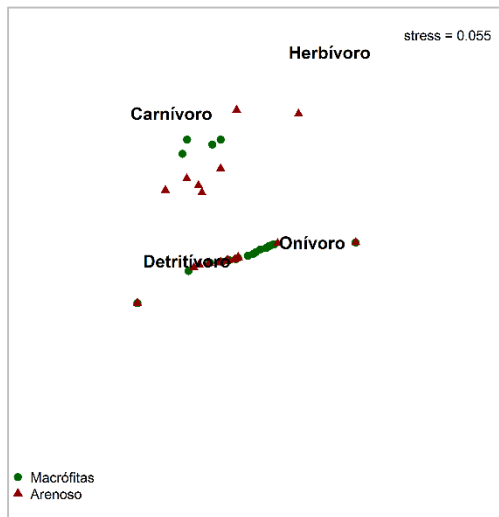 stress = 0.055
Herbívoro
Carnívoro
Onívoro
Detritívoro
Macrófitas
Arenoso